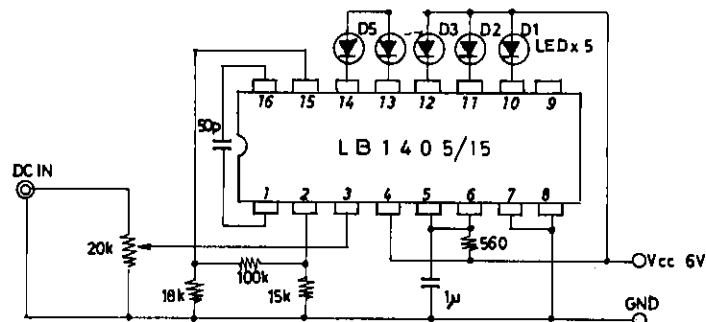 D5 D3 D2 D1
LED x 5
16 15 14 13 12 11 10 9
50p
LB1405/15
DC IN
1 2 3 4 5 6 7 8
20k
560
100k
Vcc 6V
18k
15k
1μ
GND